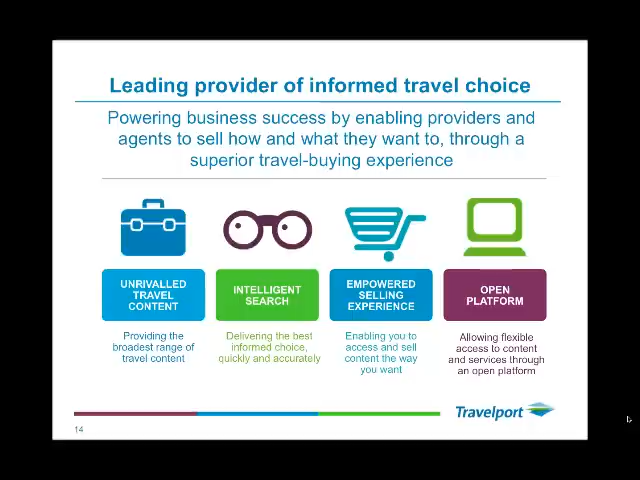 Leading provider of informed travel choice
Powering business success by enabling providers and
agents to sell how and what they want to, through a
superior travel-buying experience
UNRIVALLED
TRAVEL
CONTENT
Providing the
broadest range of
travel content
INTELLIGENT
SEARCH
Delivering the best
informed choice,
quickly and accurately
EMPOWERED
SELLING
EXPERIENCE
Enabling you to
access and sell
content the way
you want
OPEN
PLATFORM
Allowing flexible
access to content
and services through
an open platform
Travelport
14